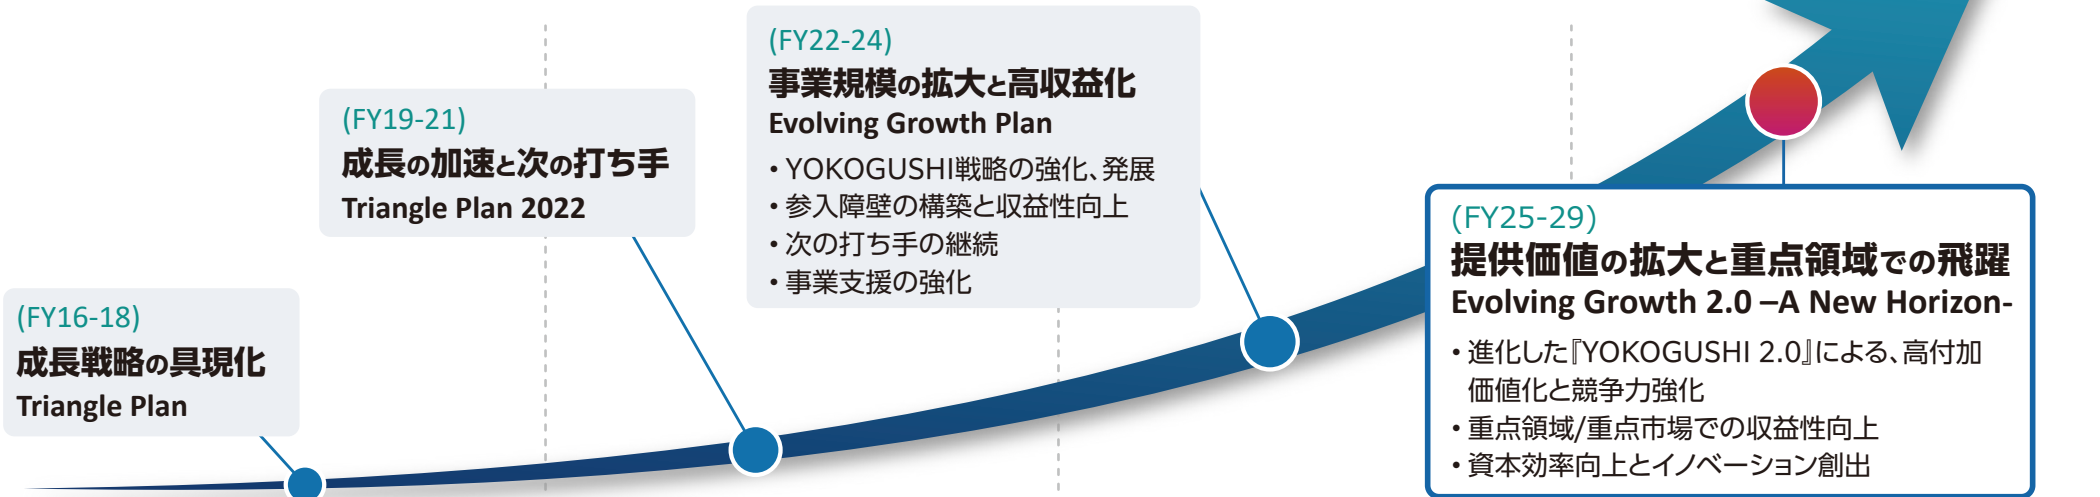 (FY16-18)
成長戦略の具現化
Triangle Plan
(FY19-21)
成長の加速と次の打ち手
Triangle Plan 2022
(FY22-24)
事業規模の拡大と高収益化
Evolving Growth Plan
・YOKOGUSHI戦略の強化、発展
・参入障壁の構築と収益性向上
・次の打ち手の継続
・事業支援の強化
(FY25-29)
提供価値の拡大と重点領域での飛躍
Evolving Growth 2.0 –A New Horizon-
・進化した『YOKOGUSHI 2.0』による、高付加
価値化と競争力強化
・重点領域/重点市場での収益性向上
・資本効率向上とイノベーション創出